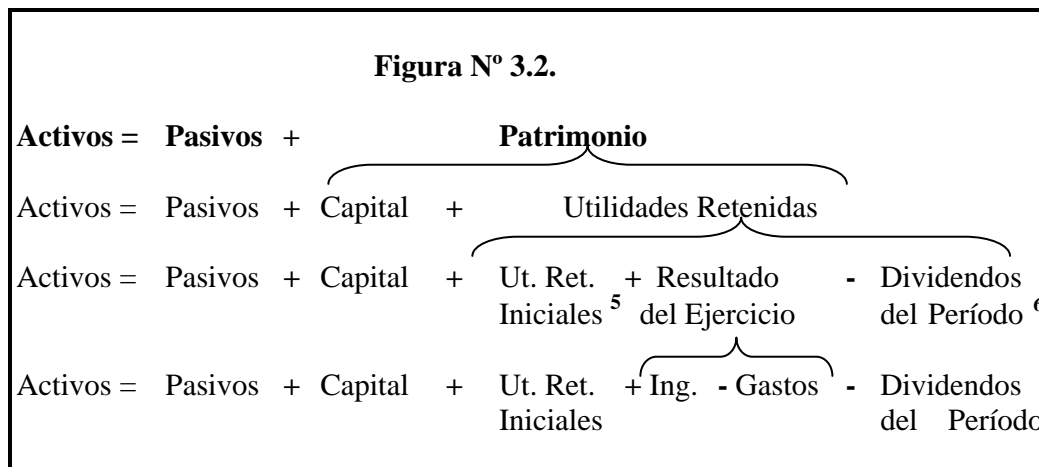 Figura Nº 3.2.
Activos = Pasivos + Patrimonio
Activos = Pasivos + Capital + Utilidades Retenidas
Activos = Pasivos + Capital + Ut. Ret. + Resultado - Dividendos
Iniciales 5 del Ejercicio del Período 6
Activos = Pasivos + Capital + Ut. Ret. + Ing. - Gastos - Dividendos
Iniciales del Período